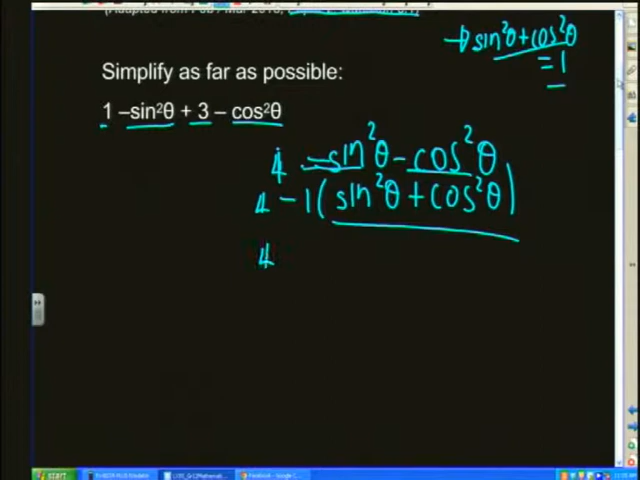 → sin²θ + cos²θ
= 1
Simplify as far as possible:
1 –sin²θ + 3 – cos²θ
4 – sin²θ – cos²θ
4 – 1(sin²θ + cos²θ)
4
start